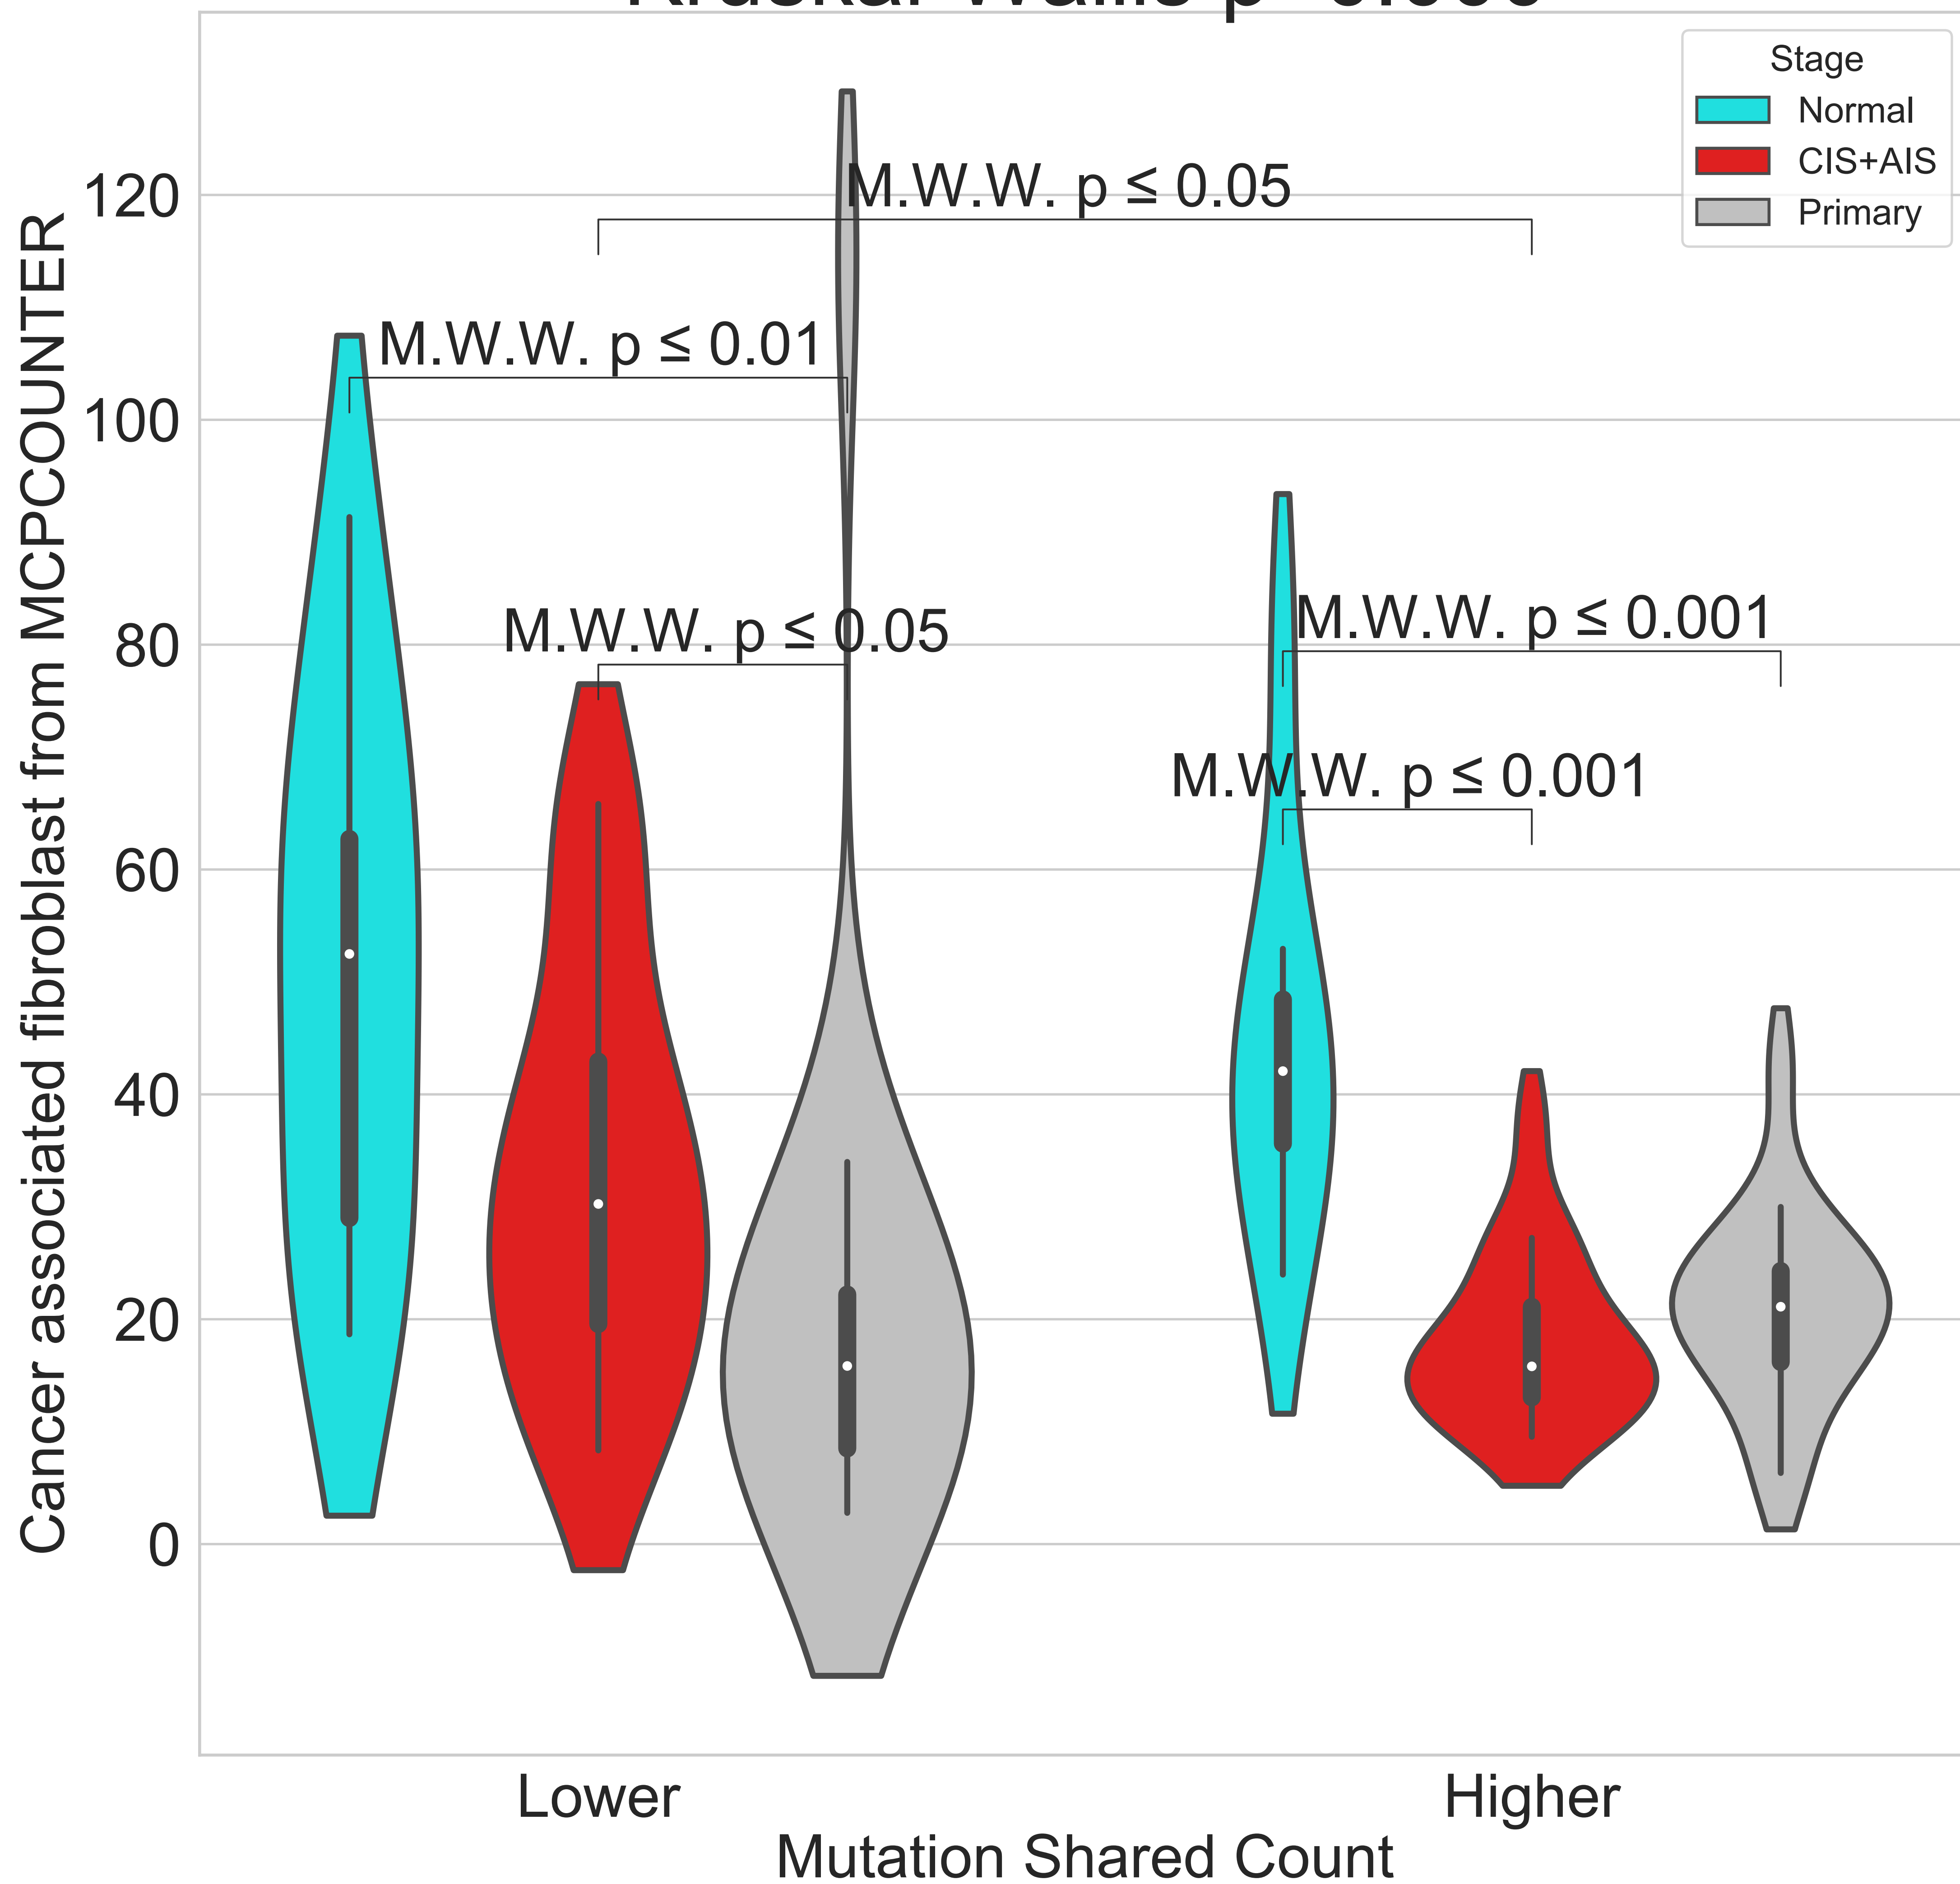 Stage
Normal
CIS+AIS
Primary
Cancer associated fibroblast from MCPCOUNTER
120
100
80
60
40
20
0
M.W.W. p ≤ 0.05
M.W.W. p ≤ 0.01
M.W.W. p ≤ 0.05
M.W.W. p ≤ 0.001
M.W.W. p ≤ 0.001
Lower
Higher
Mutation Shared Count